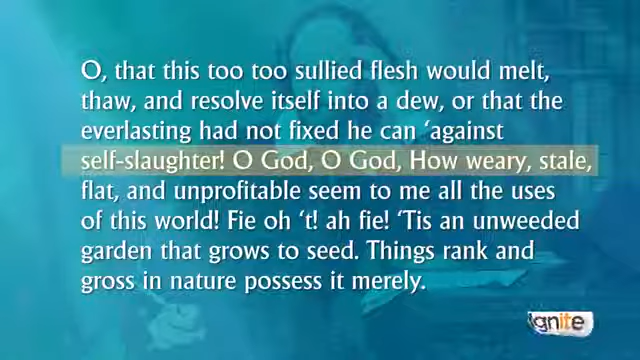 O, that this too too sullied flesh would melt,
thaw, and resolve itself into a dew, or that the
everlasting had not fixed he can ‘against
self-slaughter! O God, O God, How weary, stale,
flat, and unprofitable seem to me all the uses
of this world! Fie oh ‘t! ah fie! ‘Tis an unweeded
garden that grows to seed. Things rank and
gross in nature possess it merely.
ignite